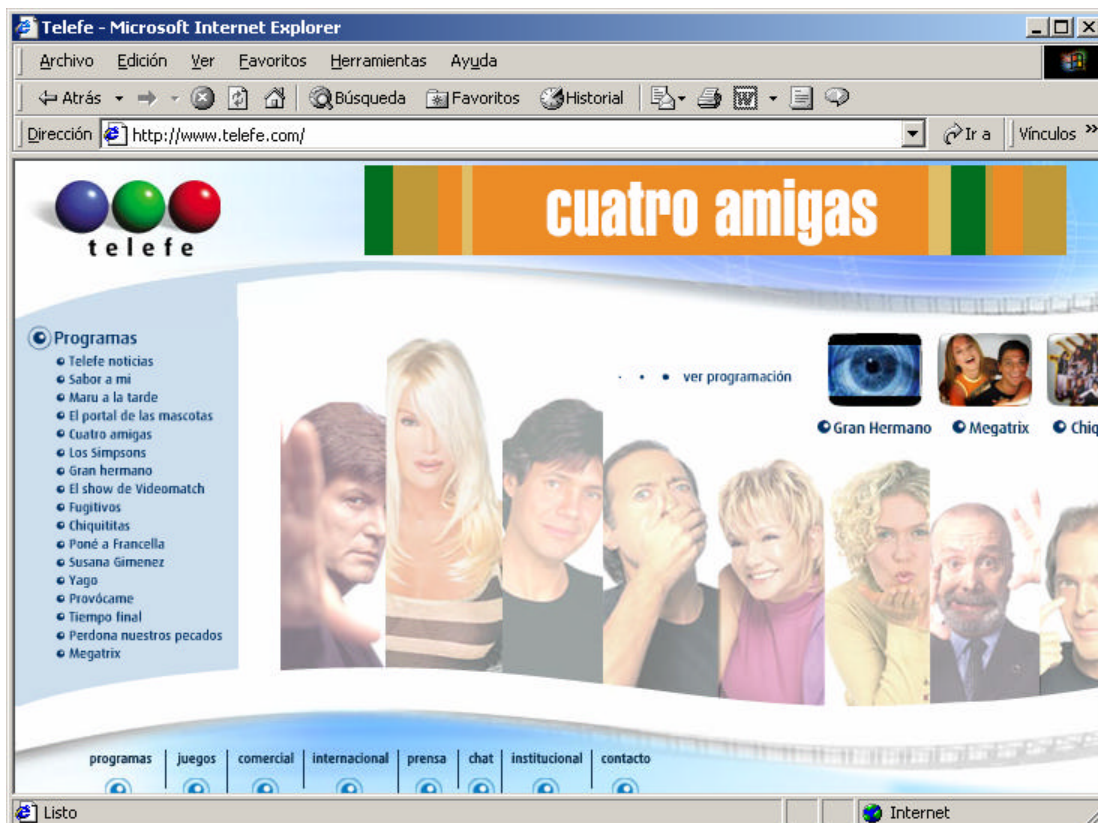 Telefe - Microsoft Internet Explorer
Archivo Edición Ver Favoritos Herramientas Ayuda
Atrás Búsqueda Favoritos Historial
Dirección http://www.telefe.com/ Ir a Vínculos »
telefe
cuatro amigas
Programas
Telefe noticias
Sabor a mi
Maru a la tarde
El portal de las mascotas
Cuatro amigas
Los Simpsons
Gran hermano
El show de Videomatch
Fugitivos
Chiquititas
Poné a Francella
Susana Gimenez
Yago
Provócame
Tiempo final
Perdona nuestros pecados
Megatrix
ver programación
Gran Hermano Megatrix Chiq
programas juegos comercial internacional prensa chat institucional contacto
Listo Internet